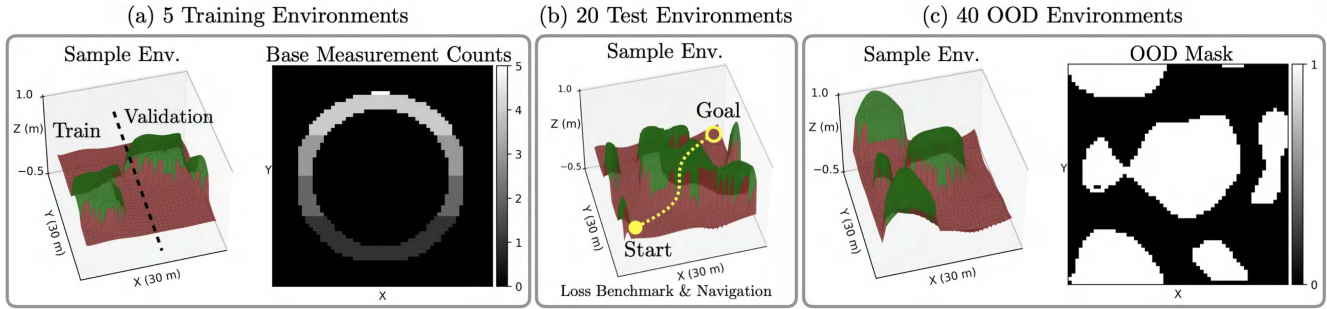 (a) 5 Training Environments
Sample Env.
Base Measurement Counts
1.0
Z (m)
−0.5
Train
Validation
Y (30 m)
X (30 m)
Y
X
5
4
3
2
1
0
(b) 20 Test Environments
Sample Env.
1.0
Z (m)
−0.5
Goal
Start
Y (30 m)
X (30 m)
Loss Benchmark & Navigation
(c) 40 OOD Environments
Sample Env.
OOD Mask
1.0
Z (m)
−0.5
Y (30 m)
X (30 m)
Y
X
1
0